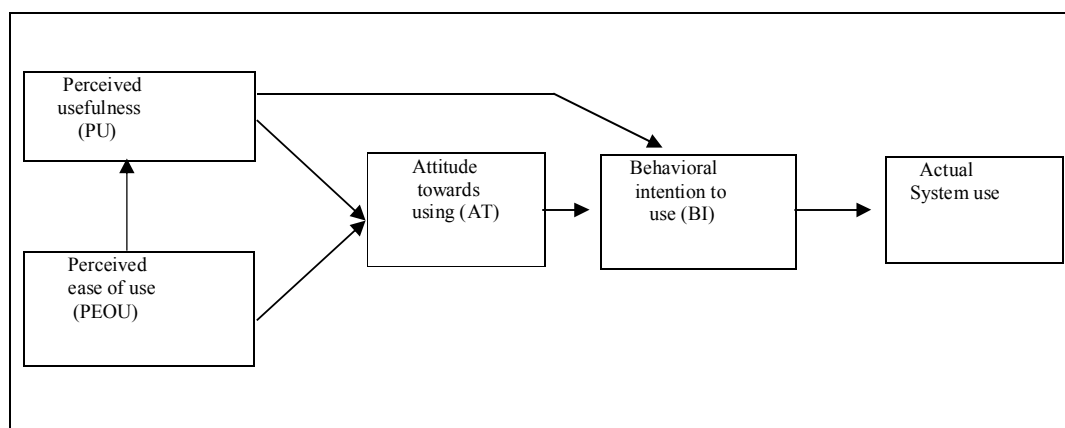 Perceived
usefulness
(PU)
Perceived
ease of use
(PEOU)
Attitude
towards
using (AT)
Behavioral
intention to
use (BI)
Actual
System use